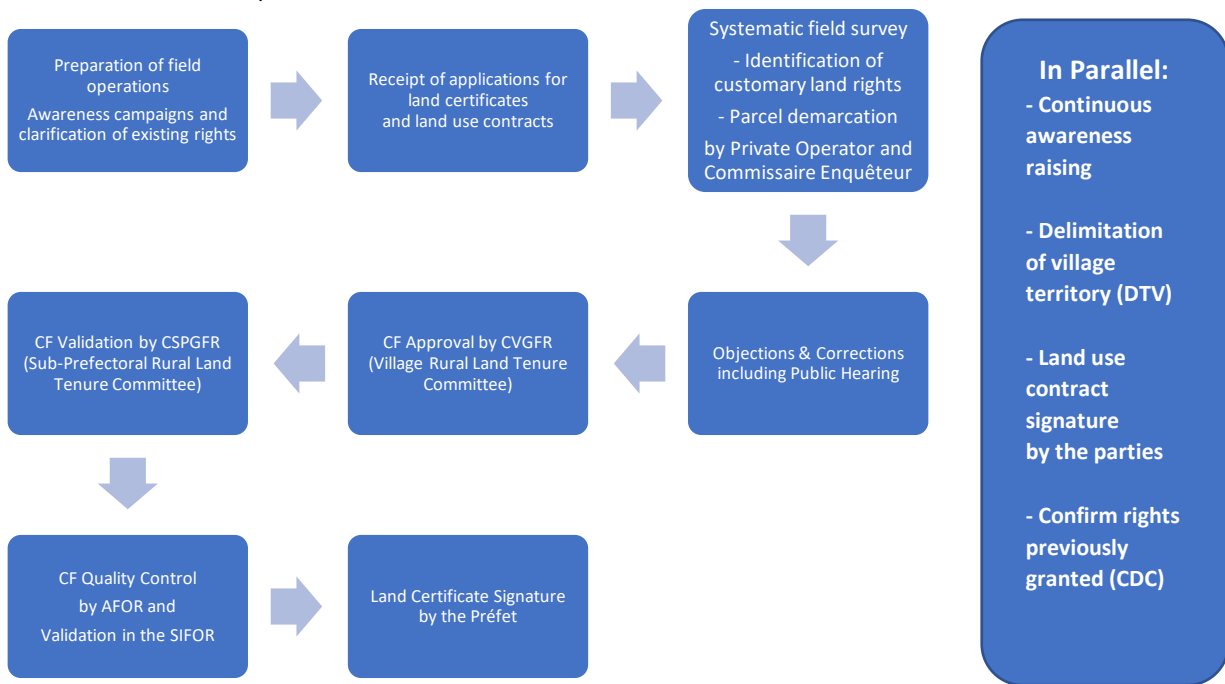 Preparation of field
operations
Awareness campaigns and
clarification of existing rights
Receipt of applications for
land certificates
and land use contracts
Systematic field survey
- Identification of
customary land rights
- Parcel demarcation
by Private Operator and
Commissaire Enquêteur
Objections & Corrections
including Public Hearing
CF Approval by CVGFR
(Village Rural Land Tenure
Committee)
CF Validation by CSPGFR
(Sub-Prefectoral Rural Land
Tenure Committee)
CF Quality Control
by AFOR and
Validation in the SIFOR
Land Certificate Signature
by the Préfet
In Parallel:
- Continuous
awareness
raising
- Delimitation
of village
territory (DTV)
- Land use
contract
signature
by the parties
- Confirm rights
previously
granted (CDC)